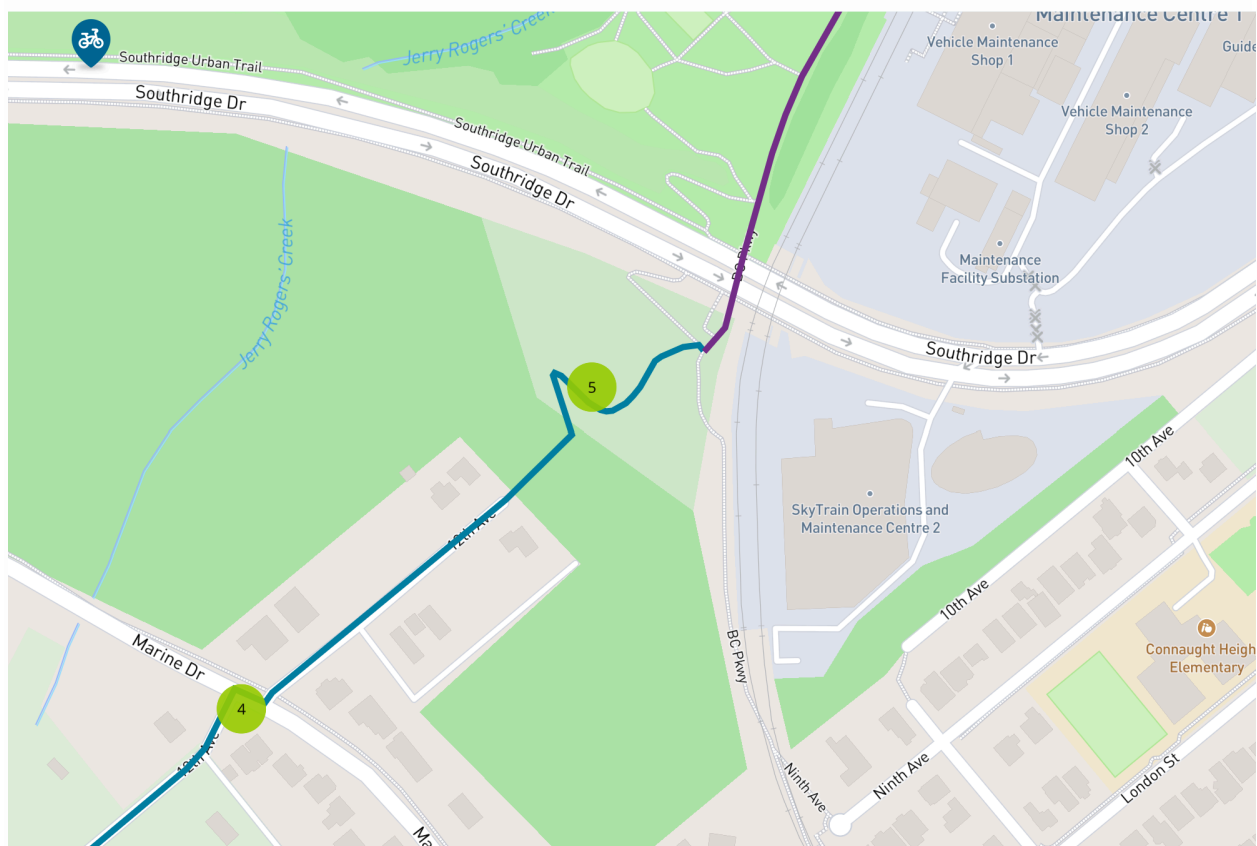 Maintenance Centre 1
Jerry Rogers' Creek
Vehicle Maintenance
Shop 1
Guide
Southridge Urban Trail
Southridge Dr
Vehicle Maintenance
Shop 2
Southridge Urban Trail
Southridge Dr
BC Pkwy
Jerry Rogers' Creek
Maintenance
Facility Substation
Southridge Dr
5
10th Ave
SkyTrain Operations and
Maintenance Centre 2
12th Ave
10th Ave
Marine Dr
BC Pkwy
Connaught Heigh
Elementary
4
12th Ave
Ninth Ave
Ninth Ave
London St
Ma